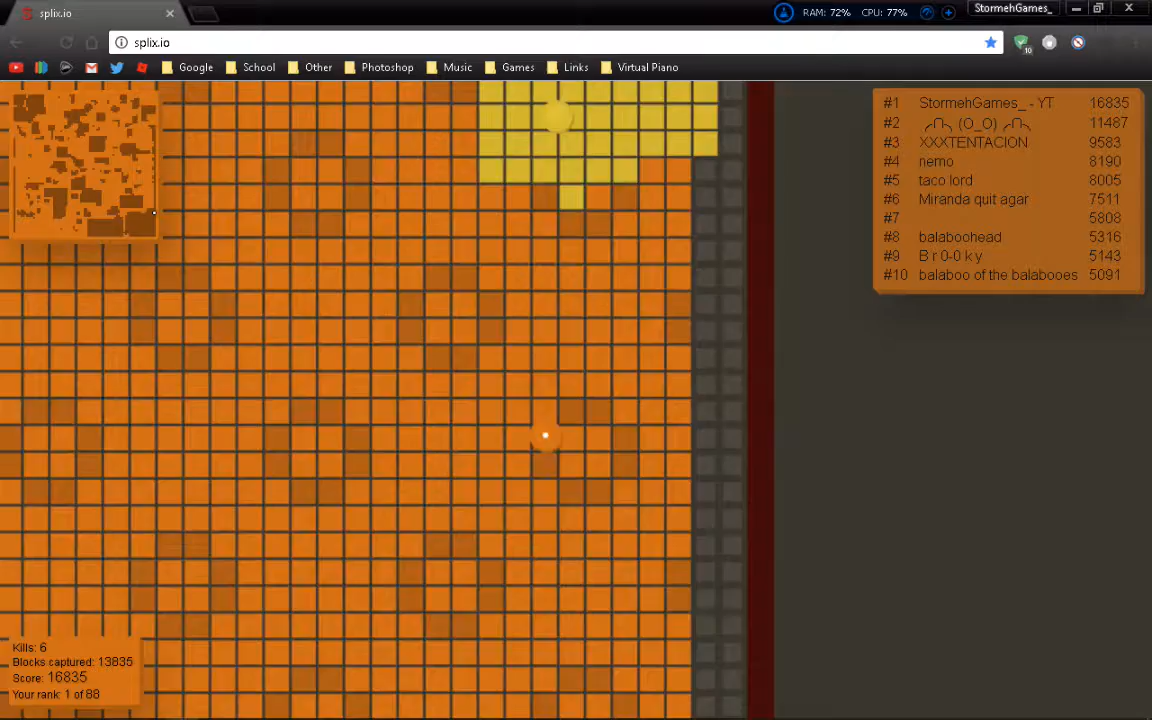 splix.io
RAM: 72% CPU: 77% StormehGames_
splix.io
10
Google School Other Photoshop Music Games Links Virtual Piano
#1 StormehGames_ - YT 16835
#2 ╭∩╮ (O_O) ╭∩╮ 11487
#3 XXXTENTACION 9583
#4 nemo 8190
#5 taco lord 8005
#6 Miranda quit agar 7511
#7 5808
#8 balaboohead 5316
#9 B r 0-0 k y 5143
#10 balaboo of the balabooes 5091
Kills: 6
Blocks captured: 13835
Score: 16835
Your rank: 1 of 88